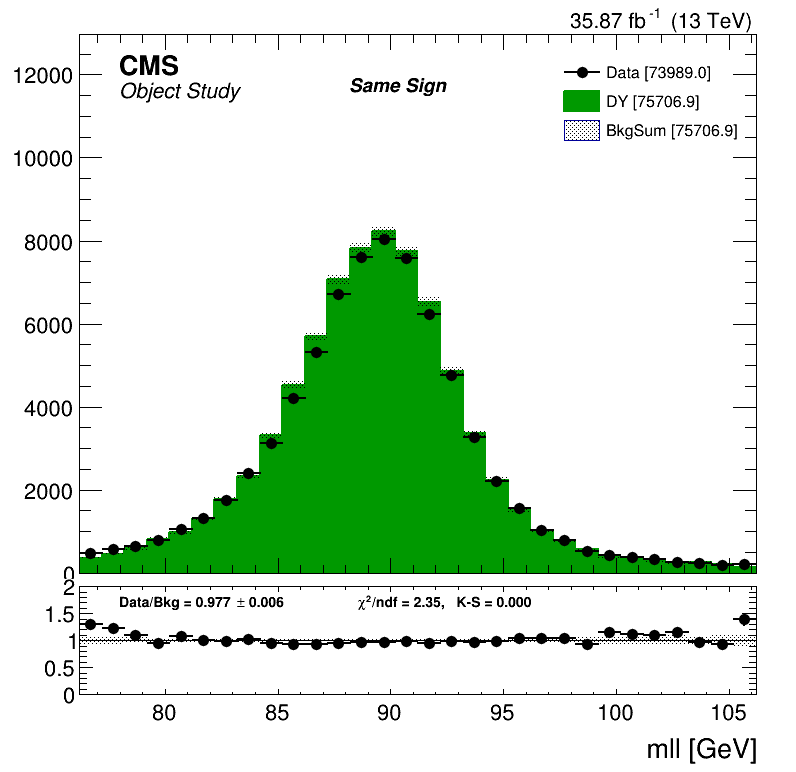 35.87 fb⁻¹ (13 TeV)
CMS
Object Study
Same Sign
Data [73989.0]
DY [75706.9]
BkgSum [75706.9]
12000
10000
8000
6000
4000
2000
0
Data/Bkg = 0.977 ± 0.006
χ²/ndf = 2.35, K-S = 0.000
2
1.5
1
0.5
0
80 85 90 95 100 105
mll [GeV]